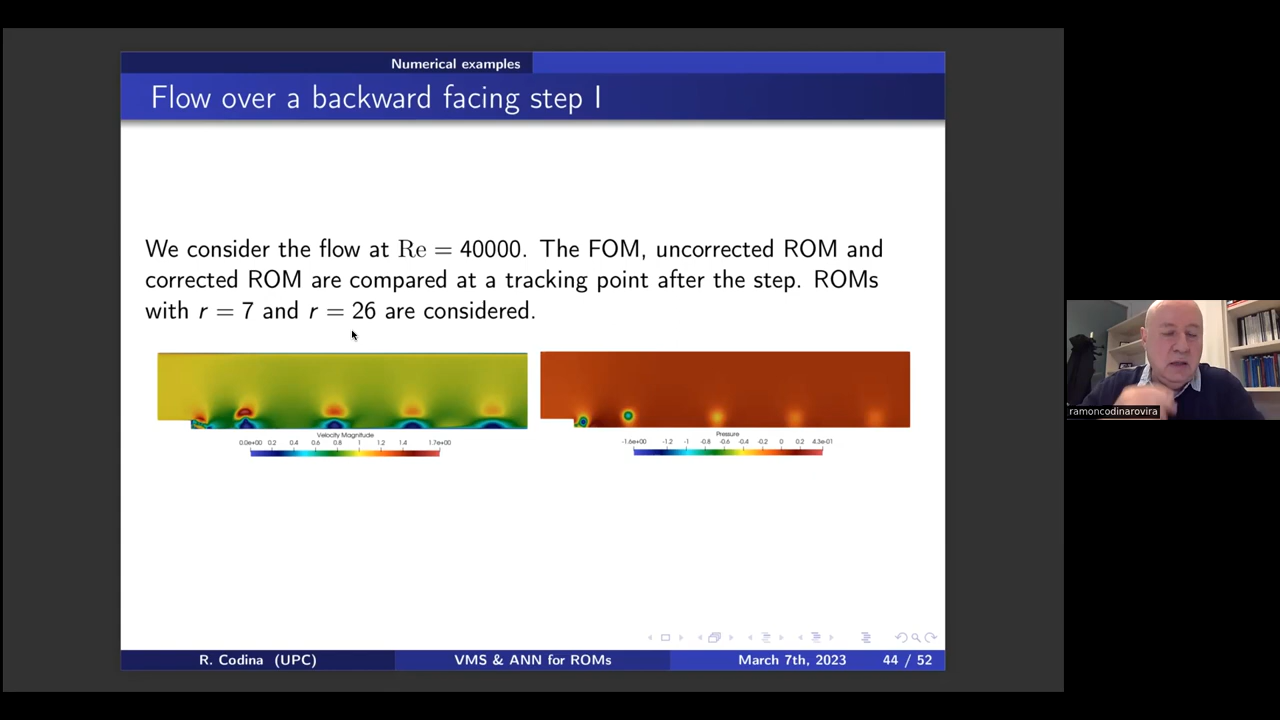 Numerical examples
Flow over a backward facing step I
We consider the flow at Re = 40000. The FOM, uncorrected ROM and
corrected ROM are compared at a tracking point after the step. ROMs
with r = 7 and r = 26 are considered.
Velocity Magnitude
0.0e+00 0.2 0.4 0.6 0.8 1 1.2 1.4 1.7e+00
Pressure
-1.6e+00 -1.2 -1 -0.8 -0.6 -0.4 -0.2 0 0.2 4.3e-01
ramoncodinarovira
R. Codina (UPC) VMS & ANN for ROMs March 7th, 2023 44 / 52